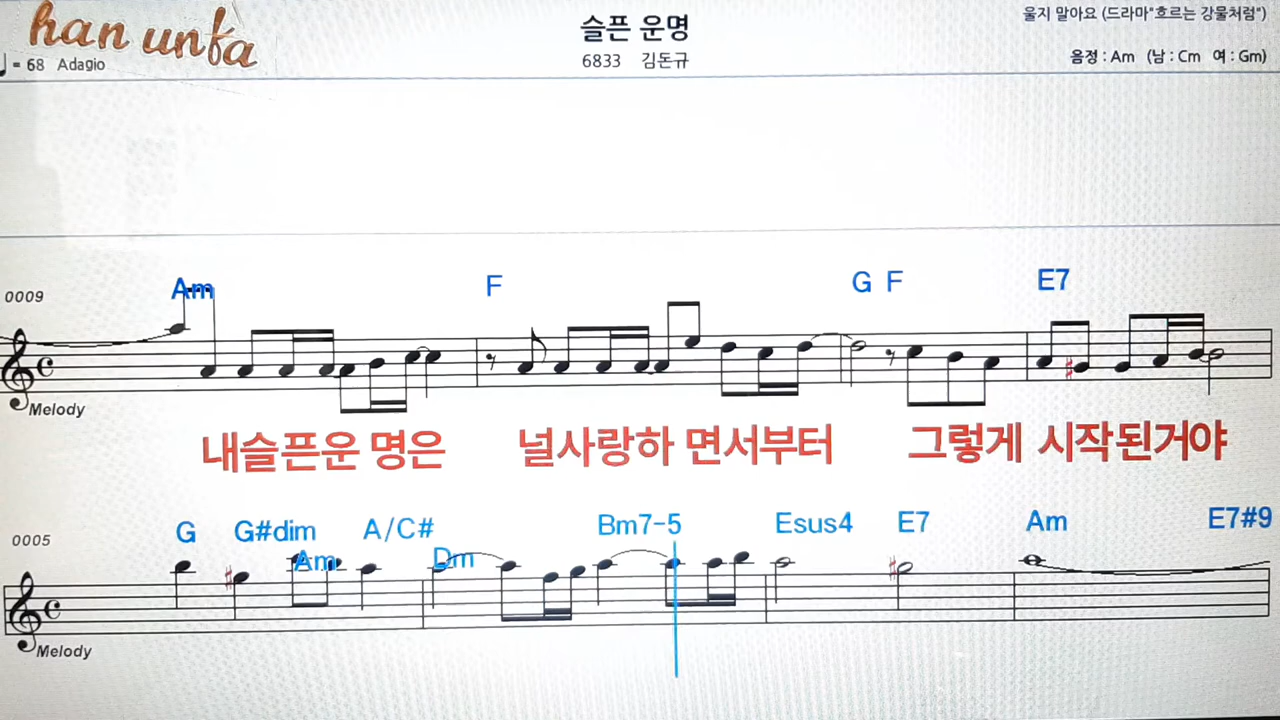 han unfa
슬픈 운명
울지 말아요 (드라마"흐르는 강물처럼")
= 68 Adagio
6833 김돈규
음정 : Am (남 : Cm 여 : Gm)
0009
Am F G F E7
Melody
내슬픈운 명은 널사랑하 면서부터 그렇게 시작된거야
0005
G G#dim A/C# Bm7-5 Esus4 E7 Am E7#9
Am Dm
Melody